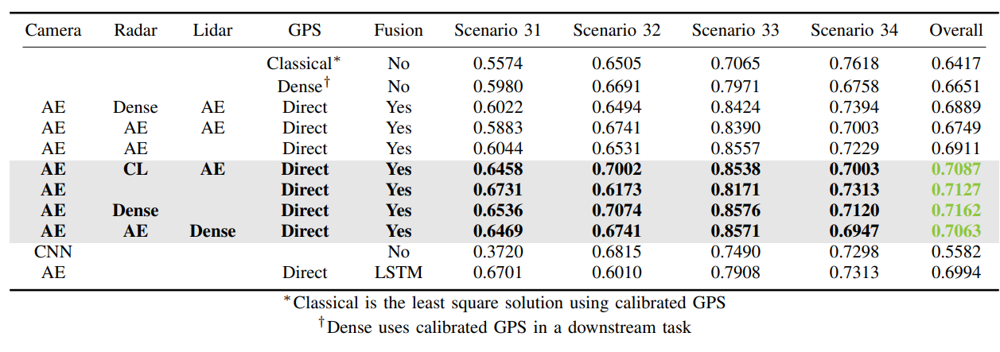 Camera Radar Lidar GPS Fusion Scenario 31 Scenario 32 Scenario 33 Scenario 34 Overall
Classical* No 0.5574 0.6505 0.7065 0.7618 0.6417
Dense† No 0.5980 0.6691 0.7971 0.6758 0.6651
AE Dense AE Direct Yes 0.6022 0.6494 0.8424 0.7394 0.6889
AE AE AE Direct Yes 0.5883 0.6741 0.8390 0.7003 0.6749
AE AE Direct Yes 0.6044 0.6531 0.8557 0.7229 0.6911
AE CL AE Direct Yes 0.6458 0.7002 0.8538 0.7003 0.7087
AE Direct Yes 0.6731 0.6173 0.8171 0.7313 0.7127
AE Dense Direct Yes 0.6536 0.7074 0.8576 0.7120 0.7162
AE AE Dense Direct Yes 0.6469 0.6741 0.8571 0.6947 0.7063
CNN No 0.3720 0.6815 0.7490 0.7298 0.5582
AE Direct LSTM 0.6701 0.6010 0.7908 0.7313 0.6994
*Classical is the least square solution using calibrated GPS
†Dense uses calibrated GPS in a downstream task